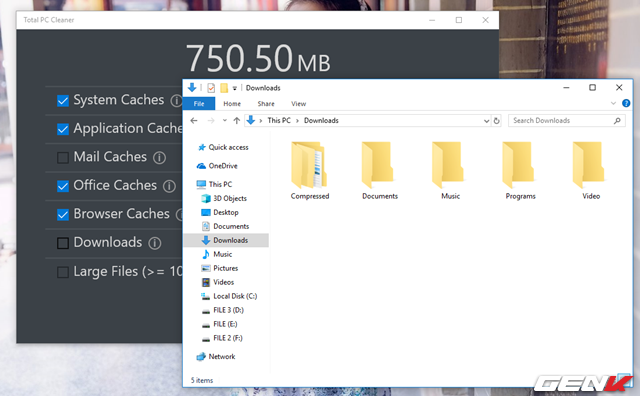 Total PC Cleaner
750.50 MB
System Caches
Application Cache
Mail Caches
Office Caches
Browser Caches
Downloads
Large Files (>= 10
Downloads
File Home Share View
This PC > Downloads
Search Downloads
Quick access
OneDrive
This PC
3D Objects
Desktop
Documents
Downloads
Music
Pictures
Videos
Local Disk (C:)
FILE 3 (D:)
FILE (E:)
FILE 2 (F:)
Network
Compressed Documents Music Programs Video
5 items
GENK